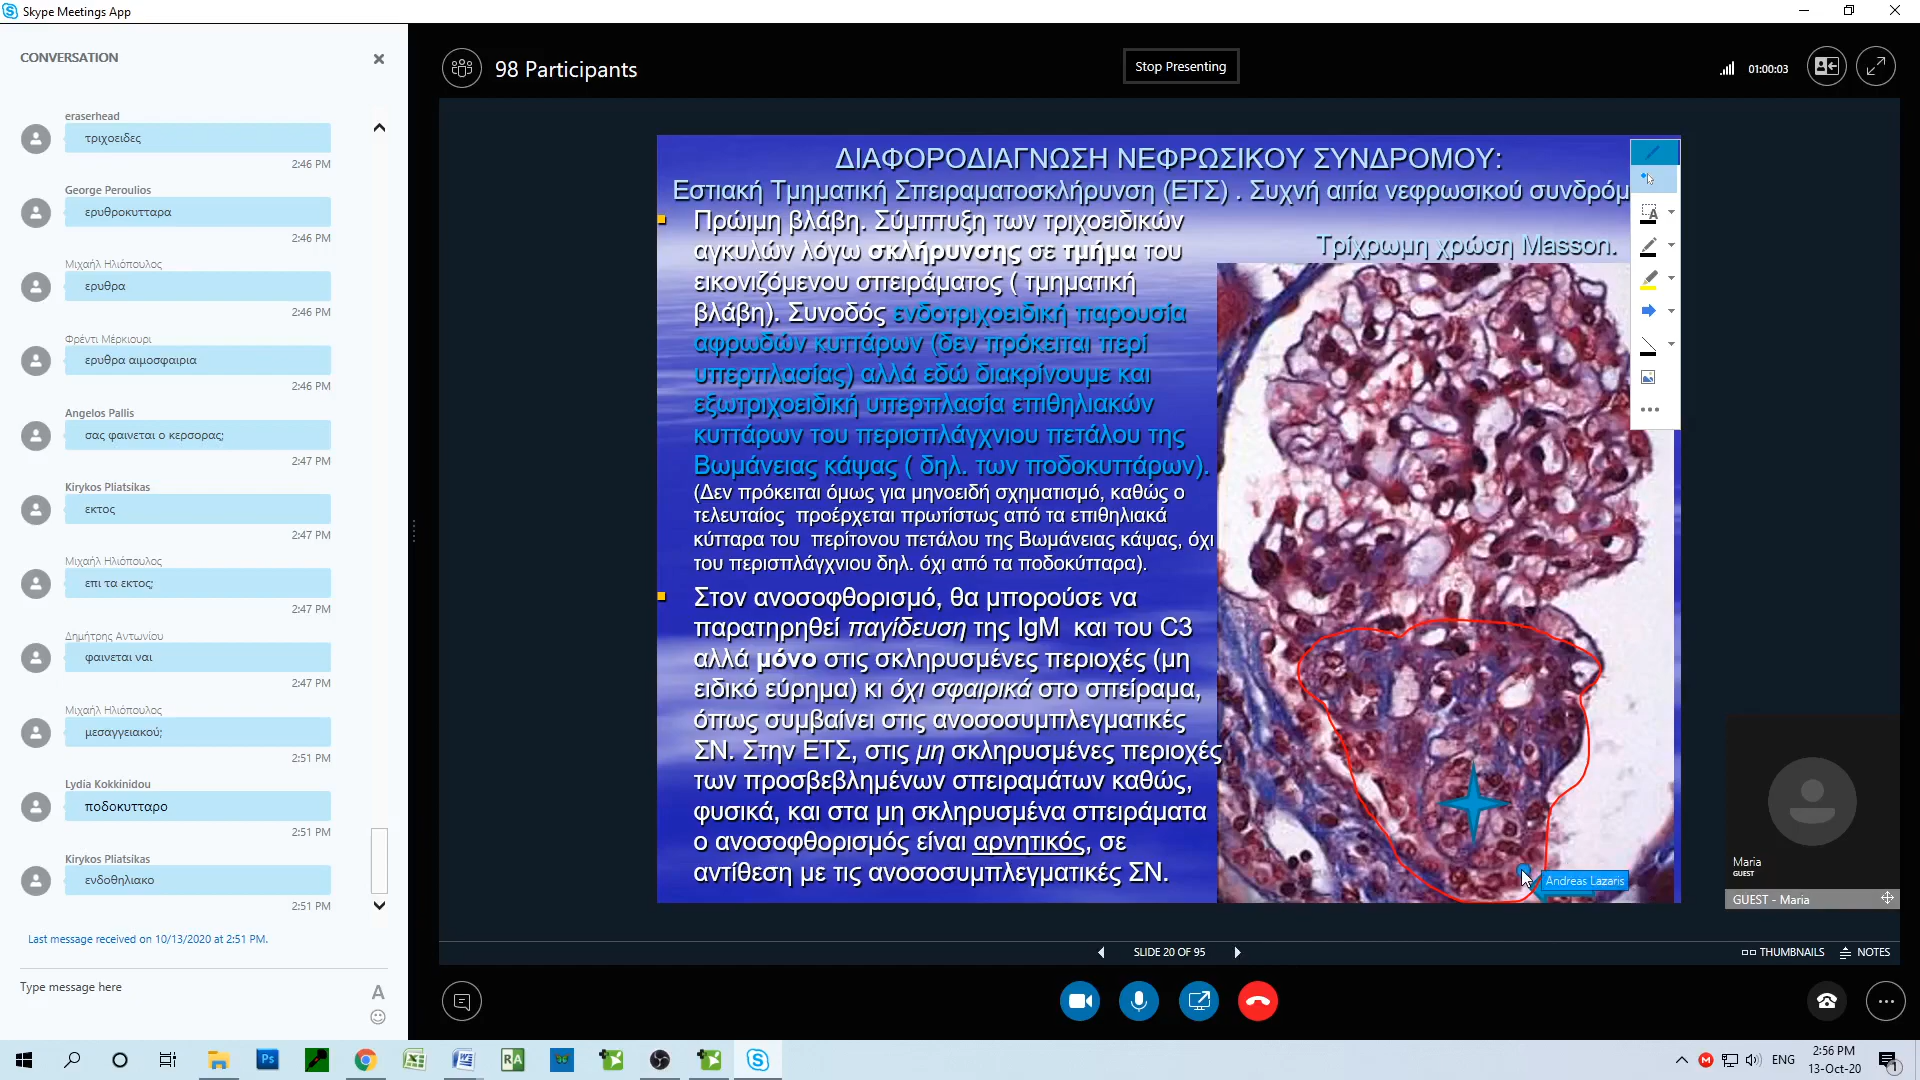 Skype Meetings App
CONVERSATION
eraserhead
τριχοειδες
2:46 PM
George Peroulios
ερυθροκυτταρα
2:46 PM
Μιχαήλ Ηλιόπουλος
ερυθρα
2:46 PM
Φρέντι Μέρκιουρι
ερυθρα αιμοσφαιρια
2:46 PM
Angelos Pallis
σας φαινεται ο κερσορας;
2:47 PM
Kirykos Pliatsikas
εκτος
2:47 PM
Μιχαήλ Ηλιόπουλος
επι τα εκτος;
2:47 PM
Δημήτρης Αντωνίου
φαινεται ναι
2:47 PM
Μιχαήλ Ηλιόπουλος
μεσαγγειακού;
2:51 PM
Lydia Kokkinidou
ποδοκυτταρο
2:51 PM
Kirykos Pliatsikas
ενδοθηλιακο
2:51 PM
Last message received on 10/13/2020 at 2:51 PM.
Type message here
98 Participants
Stop Presenting
01:00:03
ΔΙΑΦΟΡΟΔΙΑΓΝΩΣΗ ΝΕΦΡΩΣΙΚΟΥ ΣΥΝΔΡΟΜΟΥ:
Εστιακή Τμηματική Σπειραματοσκλήρυνση (ΕΤΣ) . Συχνή αιτία νεφρωσικού συνδρόμ
Πρώιμη βλάβη. Σύμπτυξη των τριχοειδικών
αγκυλών λόγω σκλήρυνσης σε τμήμα του
εικονιζόμενου σπειράματος ( τμηματική
βλάβη). Συνοδός ενδοτριχοειδική παρουσία
αφρωδών κυττάρων (δεν πρόκειται περί
υπερπλασίας) αλλά εδώ διακρίνουμε και
εξωτριχοειδική υπερπλασία επιθηλιακών
κυττάρων του περισπλάγχνιου πετάλου της
Βωμάνειας κάψας ( δηλ. των ποδοκυττάρων).
(Δεν πρόκειται όμως για μηνοειδή σχηματισμό, καθώς ο
τελευταίος προέρχεται πρωτίστως από τα επιθηλιακά
κύτταρα του περίτονου πετάλου της Βωμάνειας κάψας, όχι
του περισπλάγχνιου δηλ. όχι από τα ποδοκύτταρα).
Στον ανοσοφθορισμό, θα μπορούσε να
παρατηρηθεί παγίδευση της IgM και του C3
αλλά μόνο στις σκληρυσμένες περιοχές (μη
ειδικό εύρημα) κι όχι σφαιρικά στο σπείραμα,
όπως συμβαίνει στις ανοσοσυμπλεγματικές
ΣΝ. Στην ΕΤΣ, στις μη σκληρυσμένες περιοχές
των προσβεβλημένων σπειραμάτων καθώς,
φυσικά, και στα μη σκληρυσμένα σπειράματα
ο ανοσοφθορισμός είναι αρνητικός, σε
αντίθεση με τις ανοσοσυμπλεγματικές ΣΝ.
Τρίχρωμη χρώση Masson.
Andreas Lazaris
Maria
GUEST
GUEST - Maria
SLIDE 20 OF 95
THUMBNAILS
NOTES
ENG
2:56 PM
13-Oct-20